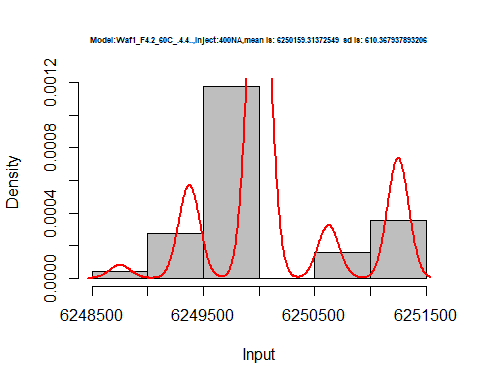 Model:Waf1_F4.2_60C_.4.4._,Inject:400NA,mean is: 6250159.31372549 sd is: 610.367937893206
Density
0.0012
0.0008
0.0004
0.0000
6248500 6249500 6250500 6251500
Input